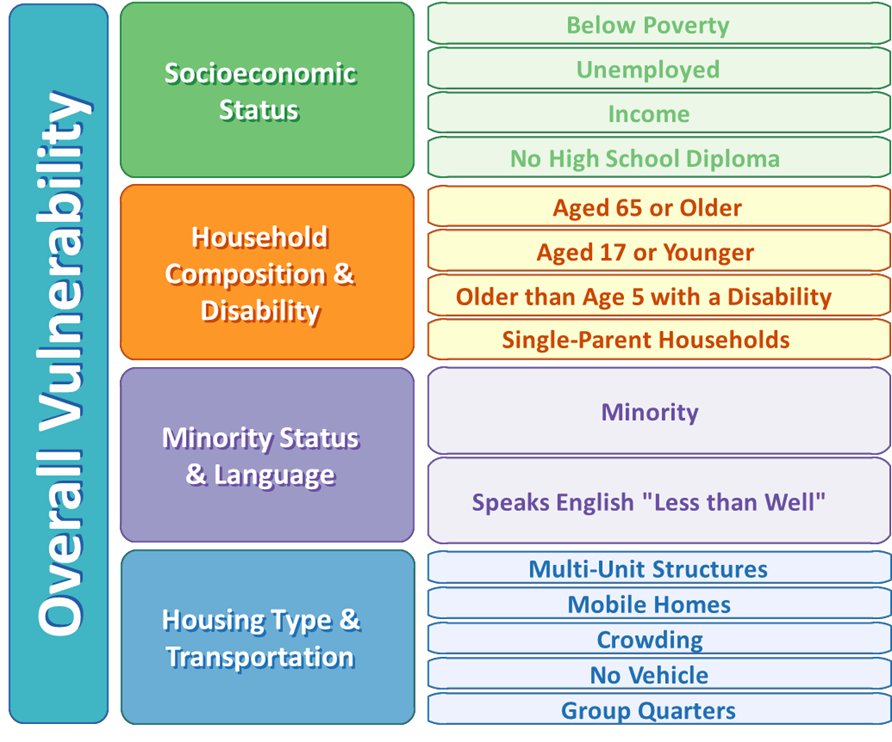 Overall Vulnerability
Socioeconomic
Status
Below Poverty
Unemployed
Income
No High School Diploma
Household
Composition &
Disability
Aged 65 or Older
Aged 17 or Younger
Older than Age 5 with a Disability
Single-Parent Households
Minority Status
& Language
Minority
Speaks English "Less than Well"
Housing Type &
Transportation
Multi-Unit Structures
Mobile Homes
Crowding
No Vehicle
Group Quarters